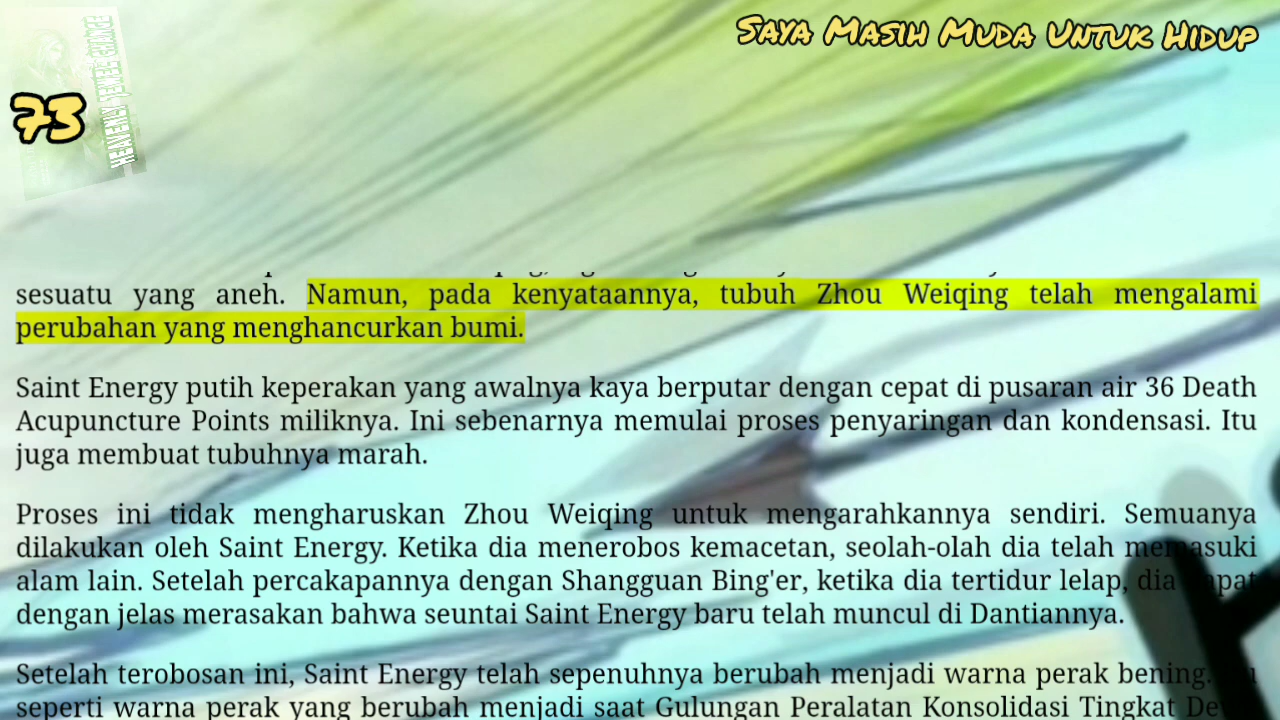 Saya Masih Muda Untuk Hidup
73
HEAVENLY JEWEL CHANGE
sesuatu yang aneh. Namun, pada kenyataannya, tubuh Zhou Weiqing telah mengalami
perubahan yang menghancurkan bumi.
Saint Energy putih keperakan yang awalnya kaya berputar dengan cepat di pusaran air 36 Death
Acupuncture Points miliknya. Ini sebenarnya memulai proses penyaringan dan kondensasi. Itu
juga membuat tubuhnya marah.
Proses ini tidak mengharuskan Zhou Weiqing untuk mengarahkannya sendiri. Semuanya
dilakukan oleh Saint Energy. Ketika dia menerobos kemacetan, seolah-olah dia telah memasuki
alam lain. Setelah percakapannya dengan Shangguan Bing'er, ketika dia tertidur lelap, dia dapat
dengan jelas merasakan bahwa seuntai Saint Energy baru telah muncul di Dantiannya.
Setelah terobosan ini, Saint Energy telah sepenuhnya berubah menjadi warna perak bening.
seperti warna perak yang berubah menjadi saat Gulungan Peralatan Konsolidasi Tingkat